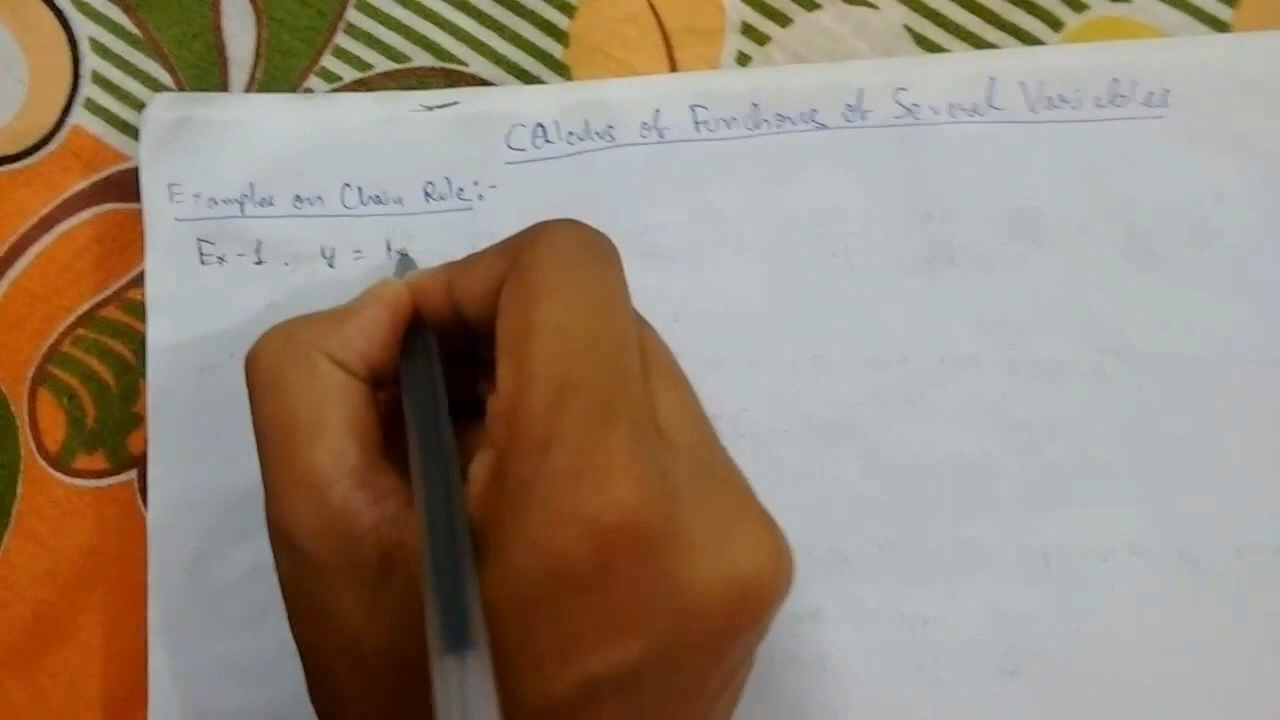 Calculus of Functions of Several Variables
Examples on Chain Rule:-
Ex-1. y =